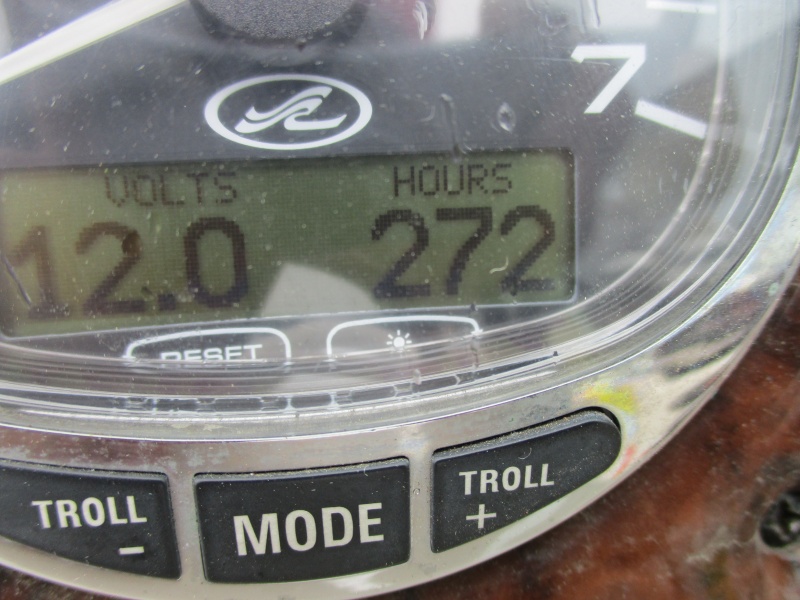 7
VOLTS HOURS
12.0 272
RESET
TROLL - MODE TROLL +